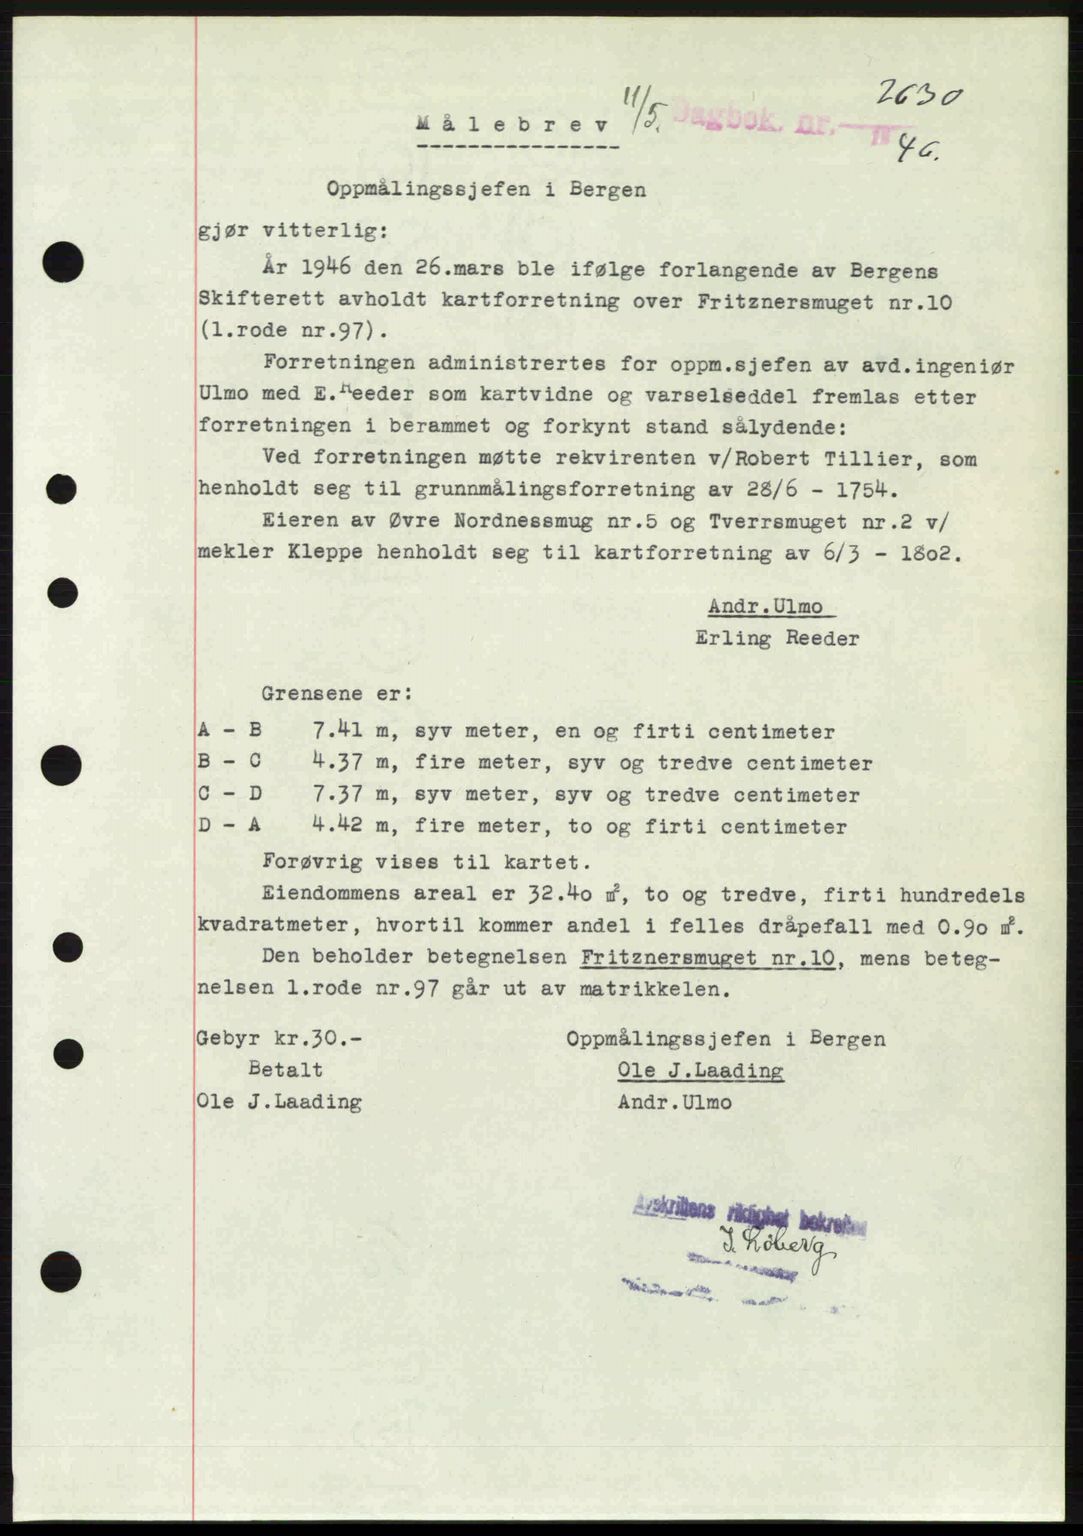 2630
M å l e b r e v 11/5. Dagbok. nr.
19 46.
Oppmålingssjefen i Bergen
gjør vitterlig:
År 1946 den 26.mars ble ifølge forlangende av Bergens
Skifterett avholdt kartforretning over Fritznersmuget nr.10
(1.rode nr.97).
Forretningen administrertes for oppm.sjefen av avd.ingeniør
Ulmo med E.Reeder som kartvidne og varselseddel fremlas etter
forretningen i berammet og forkynt stand sålydende:
Ved forretningen møtte rekvirenten v/Robert Tillier, som
henholdt seg til grunnmålingsforretning av 28/6 - 1754.
Eieren av Øvre Nordnessmug nr.5 og Tverrsmuget nr.2 v/
mekler Kleppe henholdt seg til kartforretning av 6/3 - 1802.
Andr.Ulmo
Erling Reeder
Grensene er:
A - B 7.41 m, syv meter, en og firti centimeter
B - C 4.37 m, fire meter, syv og tredve centimeter
C - D 7.37 m, syv meter, syv og tredve centimeter
D - A 4.42 m, fire meter, to og firti centimeter
Forøvrig vises til kartet.
Eiendommens areal er 32.40 m², to og tredve, firti hundredels
kvadratmeter, hvortil kommer andel i felles dråpefall med 0.90 m².
Den beholder betegnelsen Fritznersmuget nr.10, mens beteg-
nelsen 1.rode nr.97 går ut av matrikkelen.
Gebyr kr.30.- Oppmålingssjefen i Bergen
Betalt Ole J.Laading
Ole J.Laading Andr.Ulmo
Avskriftens riktighet bekreftes
J. Loberg